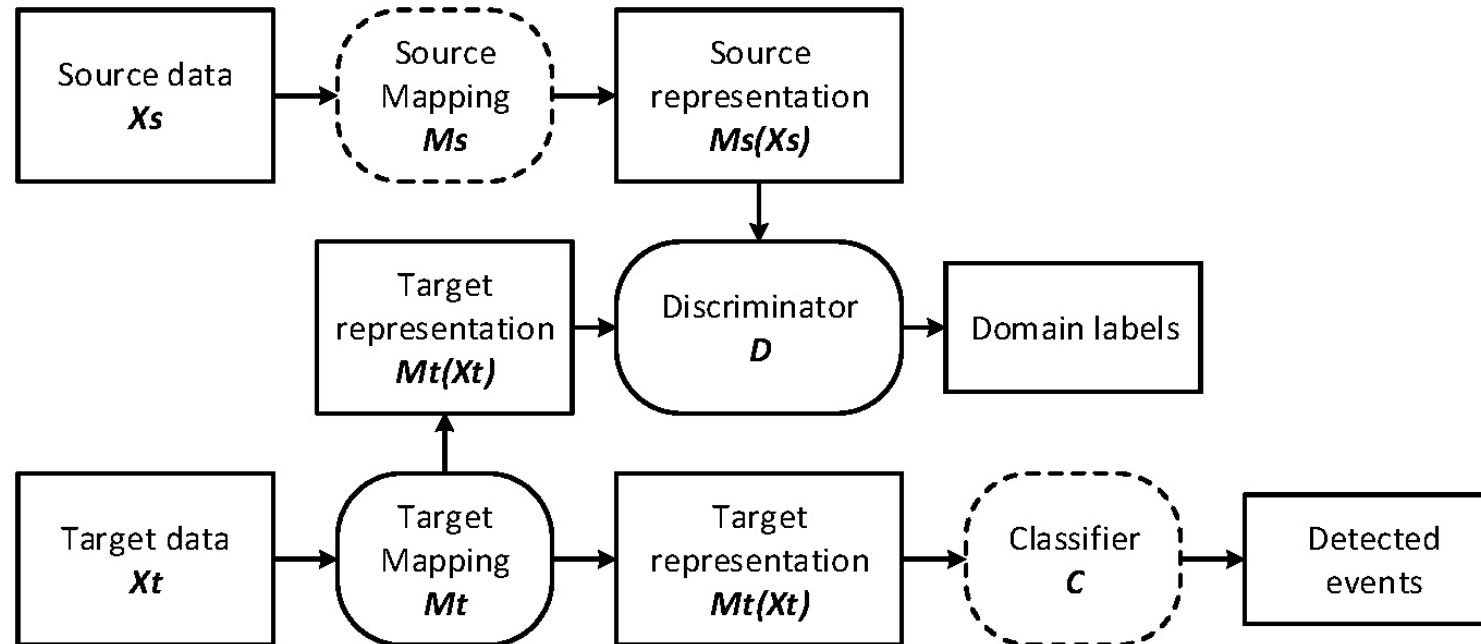 Source data
Xs
Source
Mapping
Ms
Source
representation
Ms(Xs)
Target
representation
Mt(Xt)
Discriminator
D
Domain labels
Target data
Xt
Target
Mapping
Mt
Target
representation
Mt(Xt)
Classifier
C
Detected
events